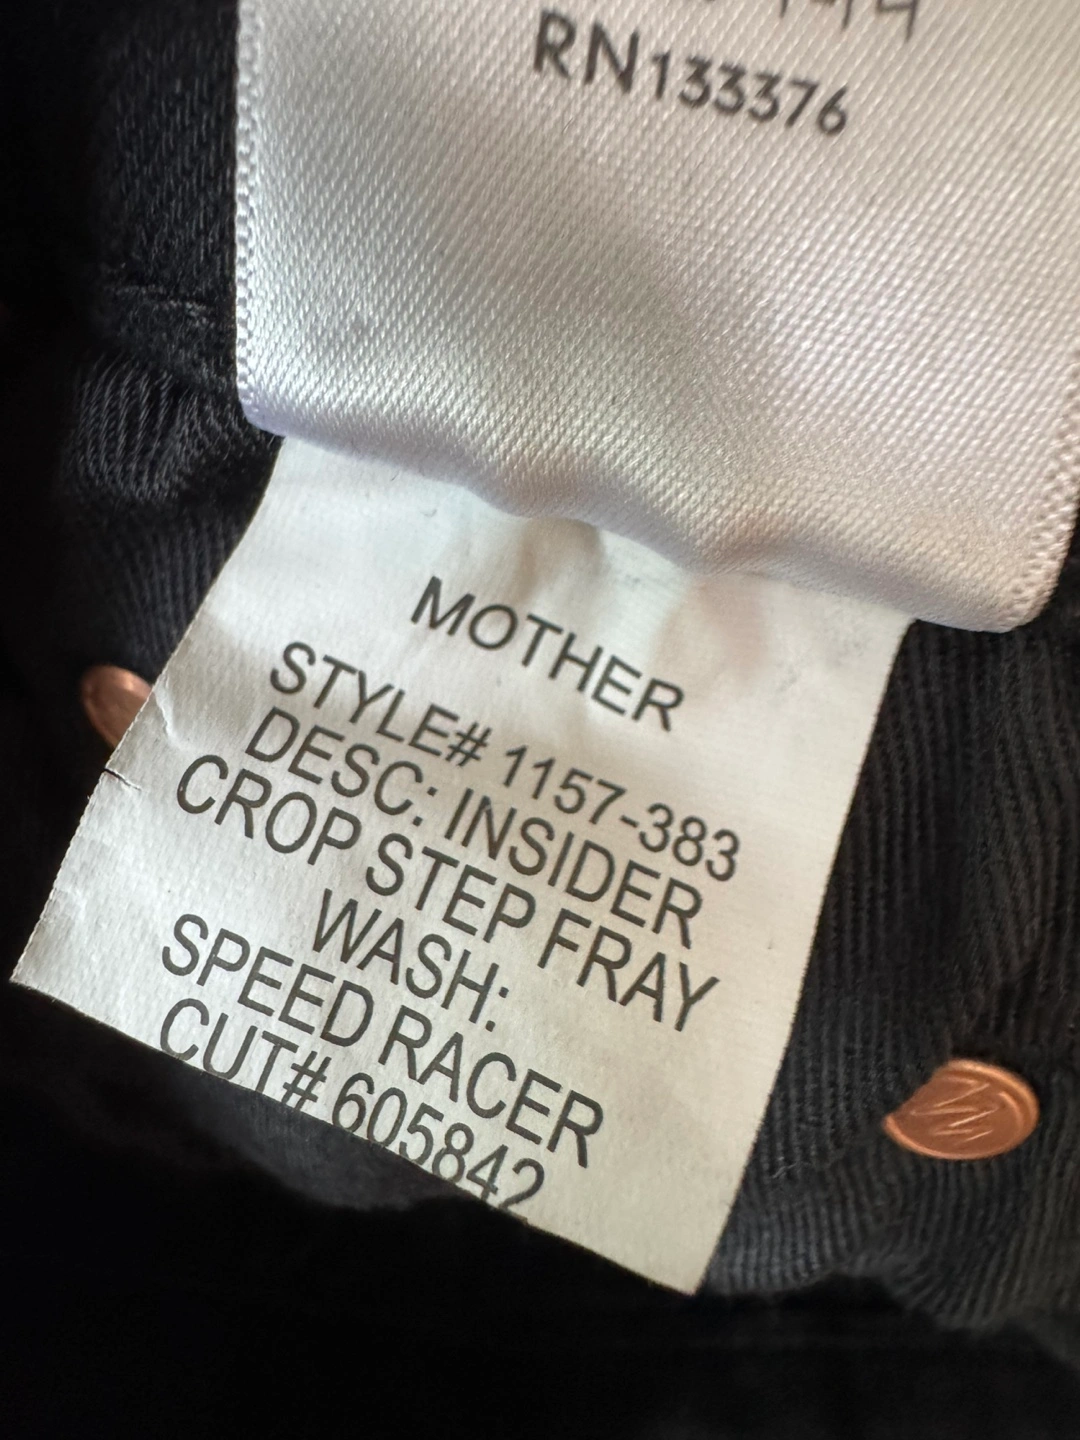 RN133376
MOTHER
STYLE# 1157-383
DESC: INSIDER
CROP STEP FRAY
WASH:
SPEED RACER
CUT# 605842